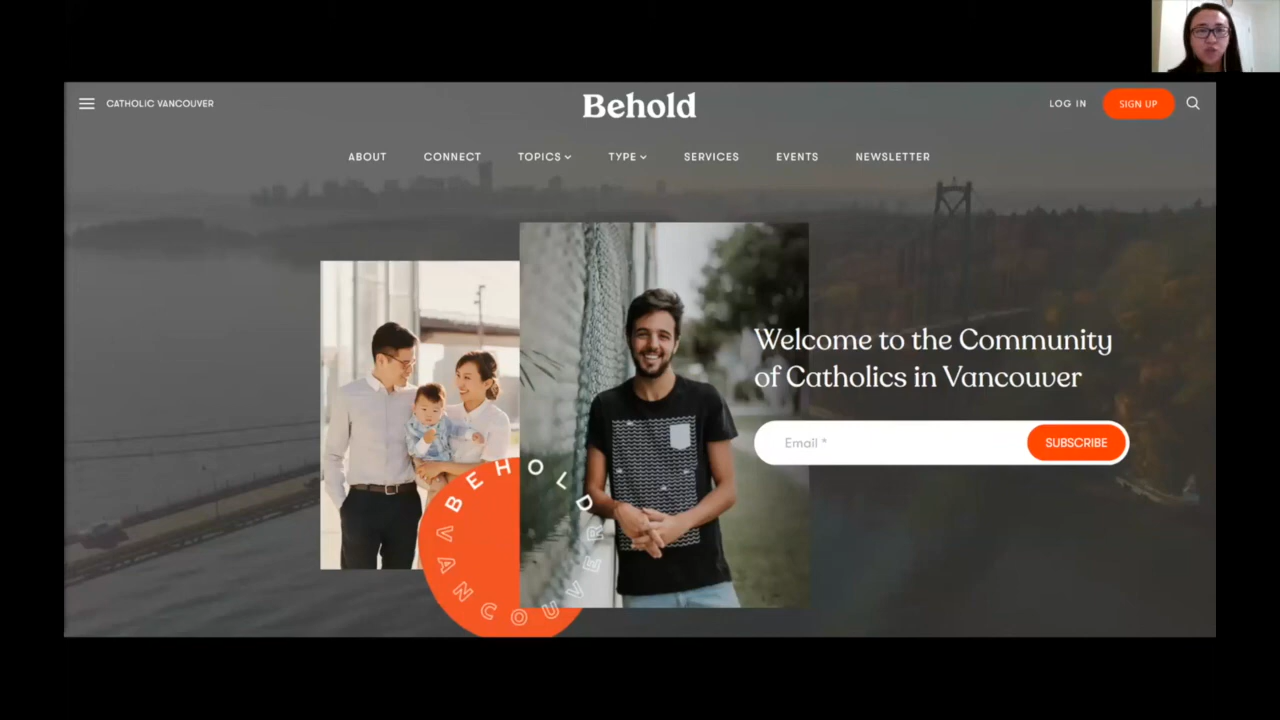 CATHOLIC VANCOUVER
Behold
LOG IN
SIGN UP
ABOUT
CONNECT
TOPICS
TYPE
SERVICES
EVENTS
NEWSLETTER
Welcome to the Community
of Catholics in Vancouver
Email *
SUBSCRIBE
BEHOLD
VANCOUVER